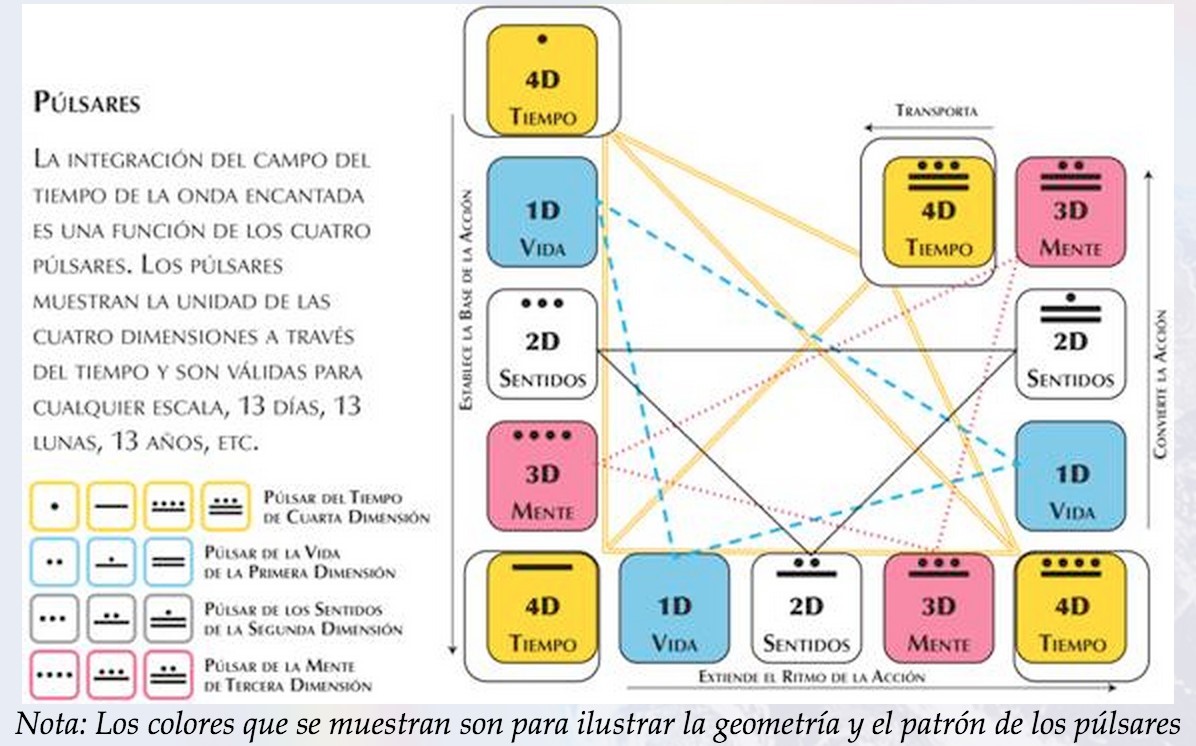 PÚLSARES
LA INTEGRACIÓN DEL CAMPO DEL
TIEMPO DE LA ONDA ENCANTADA
ES UNA FUNCIÓN DE LOS CUATRO
PÚLSARES. LOS PÚLSARES
MUESTRAN LA UNIDAD DE LAS
CUATRO DIMENSIONES A TRAVÉS
DEL TIEMPO Y SON VÁLIDAS PARA
CUALQUIER ESCALA, 13 DÍAS, 13
LUNAS, 13 AÑOS, ETC.
PÚLSAR DEL TIEMPO
DE CUARTA DIMENSIÓN
PÚLSAR DE LA VIDA
DE LA PRIMERA DIMENSIÓN
PÚLSAR DE LOS SENTIDOS
DE LA SEGUNDA DIMENSIÓN
PÚLSAR DE LA MENTE
DE TERCERA DIMENSIÓN
ESTABLECE LA BASE DE LA ACCIÓN
4D
TIEMPO
1D
VIDA
2D
SENTIDOS
3D
MENTE
4D
TIEMPO
1D
VIDA
2D
SENTIDOS
3D
MENTE
4D
TIEMPO
EXTIENDE EL RITMO DE LA ACCIÓN
1D
VIDA
2D
SENTIDOS
3D
MENTE
CONVIERTE LA ACCIÓN
TRANSPORTA
4D
TIEMPO
Nota: Los colores que se muestran son para ilustrar la geometría y el patrón de los púlsares